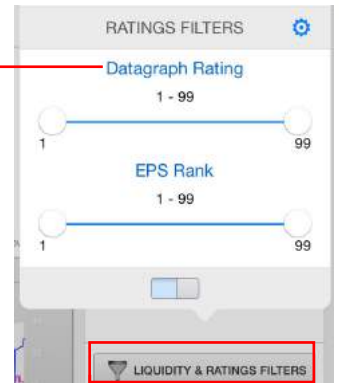 RATINGS FILTERS
Datagraph Rating
1 - 99
1 99
EPS Rank
1 - 99
1 99
LIQUIDITY & RATINGS FILTERS